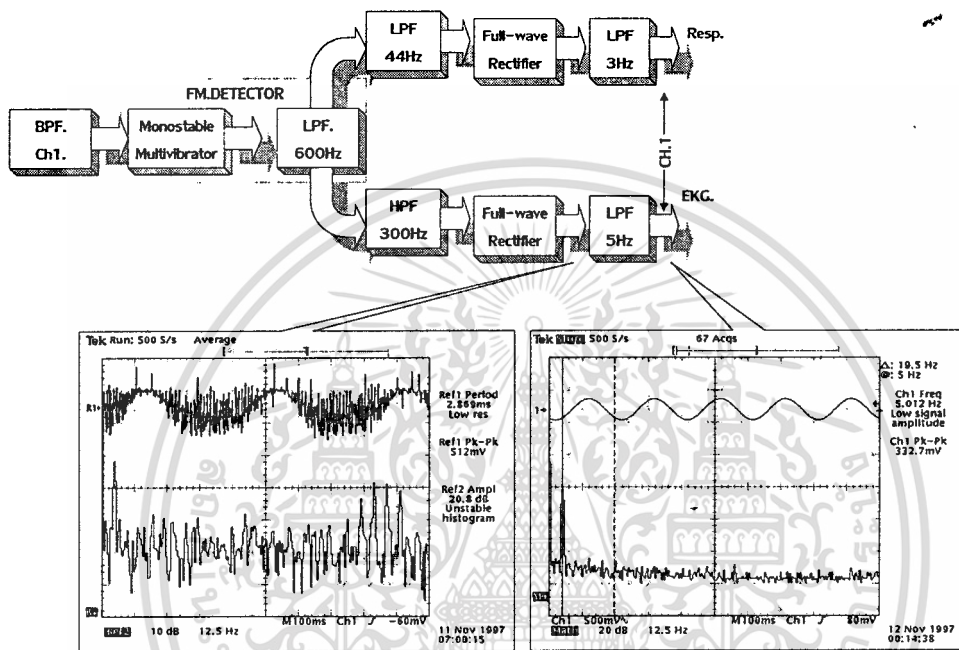 LPF
44Hz
Full-wave
Rectifier
LPF
3Hz
Resp.
FM.DETECTOR
BPF.
Ch1.
Monostable
Multivibrator
LPF.
600Hz
CH.1
HPF
300Hz
Full-wave
Rectifier
LPF
5Hz
EKG.
Tek Run: 500 S/s Average
R1
Ref1 Period
2.869ms
Low res
Ref1 Pk-Pk
512mV
Ref2 Ampl
20.8 dB
Unstable
histogram
10 dB 12.5 Hz
M100ms Ch1 -60mV
11 Nov 1997
07:00:15
Tek 500 S/s 67 Acqs
1
Δ: 19.5 Hz
@: 5 Hz
Ch1 Freq
5.012 Hz
Low signal
amplitude
Ch1 Pk-Pk
332.7mV
Ch1 500mV
20 dB 12.5 Hz
M100ms Ch1 80mV
12 Nov 1997
00:14:38